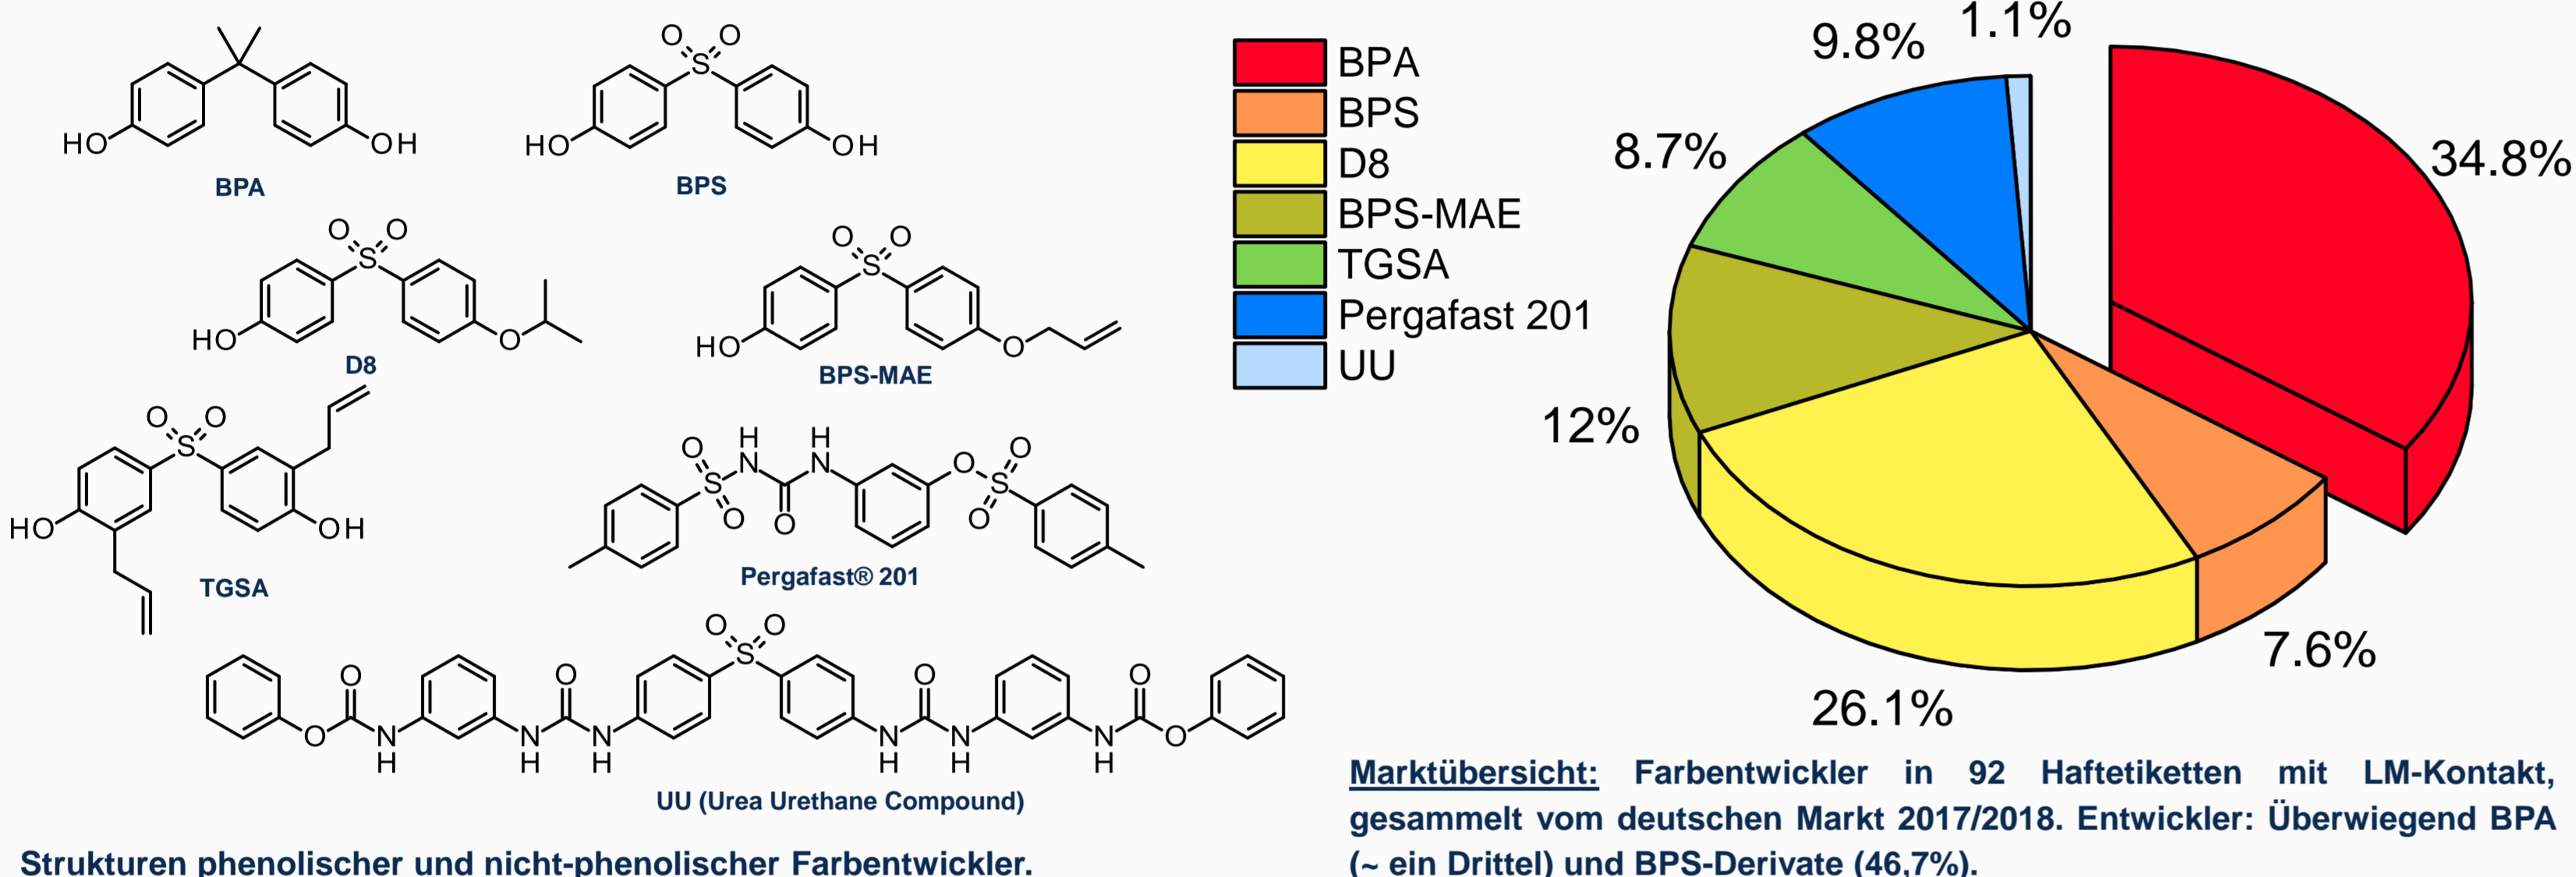 HO
OH
BPA
O O
S
HO
OH
BPS
O O
S
HO
O
D8
O O
S
HO
O
BPS-MAE
O O
S
HO
OH
TGSA
H H
O N N O O
S S
O O O
Pergafast® 201
O O
S
O O O O
O N N N N N N O
H H H H H H
UU (Urea Urethane Compound)
Strukturen phenolischer und nicht-phenolischer Farbentwickler.
BPA
BPS
D8
BPS-MAE
TGSA
Pergafast 201
UU
1.1%
9.8%
34.8%
8.7%
12%
7.6%
26.1%
Marktübersicht: Farbentwickler in 92 Haftetiketten mit LM-Kontakt,
gesammelt vom deutschen Markt 2017/2018. Entwickler: Überwiegend BPA
(~ ein Drittel) und BPS-Derivate (46,7%).